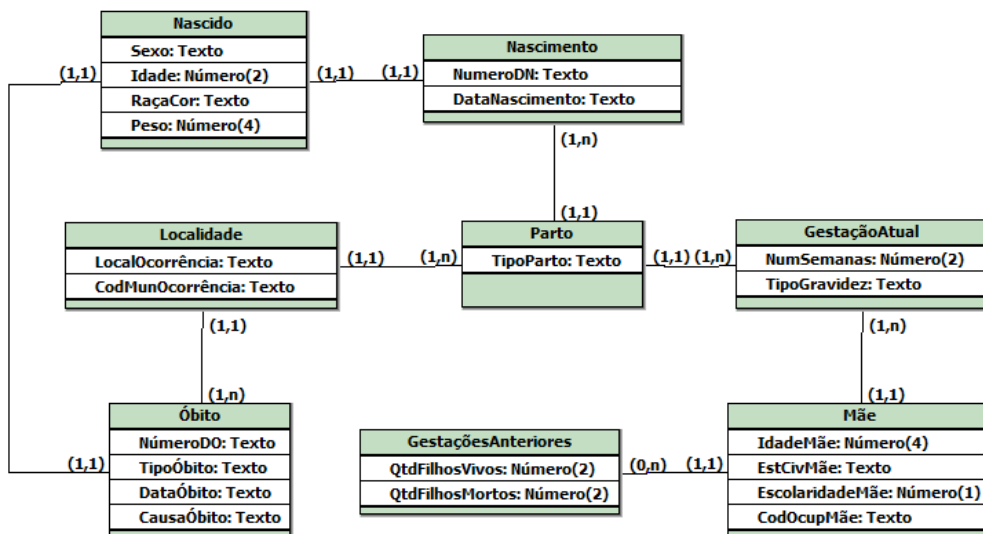 Nascido
Sexo: Texto
Idade: Número(2)
RaçaCor: Texto
Peso: Número(4)
(1,1)
(1,1)
(1,1)
Nascimento
NumeroDN: Texto
DataNascimento: Texto
(1,n)
(1,1)
Localidade
LocalOcorrência: Texto
CodMunOcorrência: Texto
(1,1)
(1,n)
Parto
TipoParto: Texto
(1,1)
(1,n)
GestaçãoAtual
NumSemanas: Número(2)
TipoGravidez: Texto
(1,1)
(1,n)
(1,n)
(1,1)
Óbito
NúmeroDO: Texto
TipoÓbito: Texto
DataÓbito: Texto
CausaÓbito: Texto
(1,1)
GestaçõesAnteriores
QtdFilhosVivos: Número(2)
QtdFilhosMortos: Número(2)
(0,n)
(1,1)
Mãe
IdadeMãe: Número(4)
EstCivMãe: Texto
EscolaridadeMãe: Número(1)
CodOcupMãe: Texto